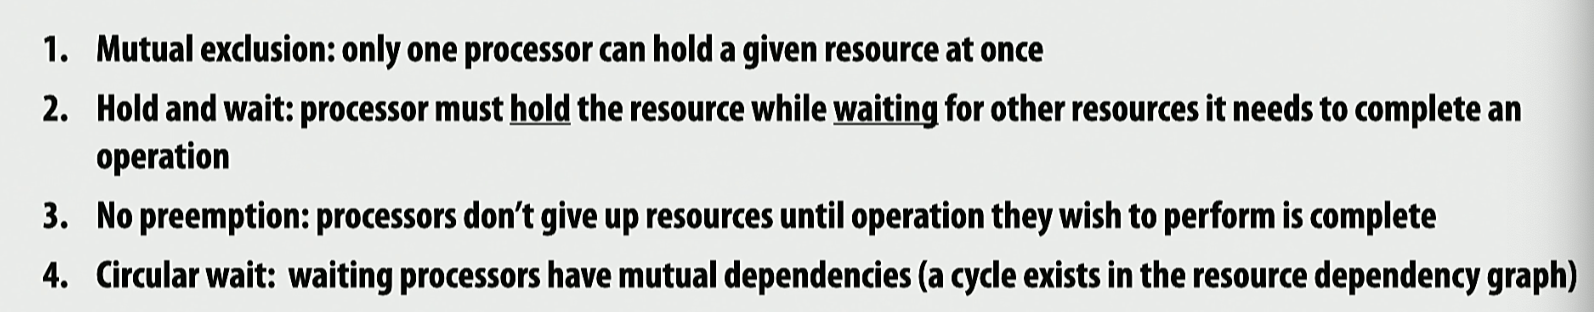 1. Mutual exclusion: only one processor can hold a given resource at once
2. Hold and wait: processor must hold the resource while waiting for other resources it needs to complete an
operation
3. No preemption: processors don’t give up resources until operation they wish to perform is complete
4. Circular wait: waiting processors have mutual dependencies (a cycle exists in the resource dependency graph)